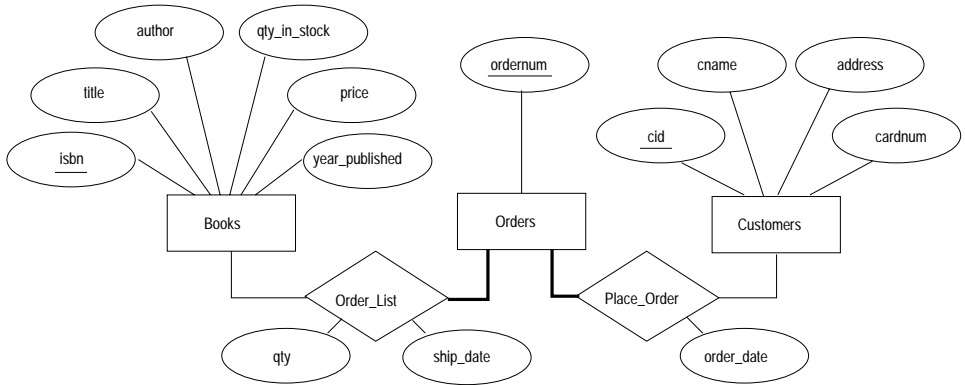 author
qty_in_stock
ordernum
cname
address
title
price
isbn
year_published
cid
cardnum
Books
Orders
Customers
Order_List
Place_Order
qty
ship_date
order_date